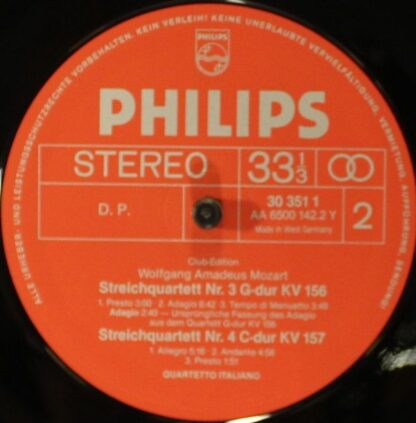 ALLE URHEBER- UND LEISTUNGSSCHUTZRECHTE VORBEHALTEN. KEIN VERLEIH! KEINE UNERLAUBTE VERVIELFÄLTIGUNG, VERMIETUNG, AUFFÜHRUNG, SENDUNG!
PHILIPS
PHILIPS
STEREO 33 1/3
D. P.
30 351 1
AA 6500 142.2 Y
Made in West Germany
2
Club-Edition
Wolfgang Amadeus Mozart
Streichquartett Nr. 3 G-dur KV 156
1. Presto 3:00 2. Adagio 6:42 3. Tempo di Menuetto 3:49
Adagio 2:40 — Ursprüngliche Fassung des Adagio
aus dem Quartett G-dur KV 156
Streichquartett Nr. 4 C-dur KV 157
1. Allegro 5:16 2. Andante 4:56
3. Presto 1:51
QUARTETTO ITALIANO